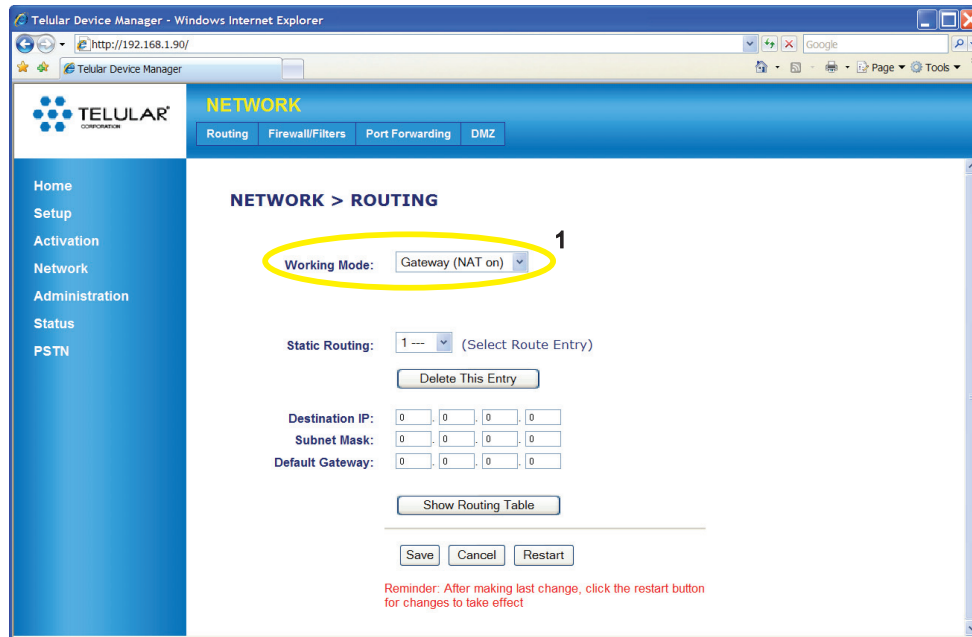 Telular Device Manager - Windows Internet Explorer
http://192.168.1.90/
Google
Telular Device Manager
Page
Tools
TELULAR
CORPORATION
NETWORK
Routing
Firewall/Filters
Port Forwarding
DMZ
Home
Setup
Activation
Network
Administration
Status
PSTN
NETWORK > ROUTING
1
Working Mode: Gateway (NAT on)
Static Routing: 1 --- (Select Route Entry)
Delete This Entry
Destination IP: 0 . 0 . 0 . 0
Subnet Mask: 0 . 0 . 0 . 0
Default Gateway: 0 . 0 . 0 . 0
Show Routing Table
Save Cancel Restart
Reminder: After making last change, click the restart button
for changes to take effect